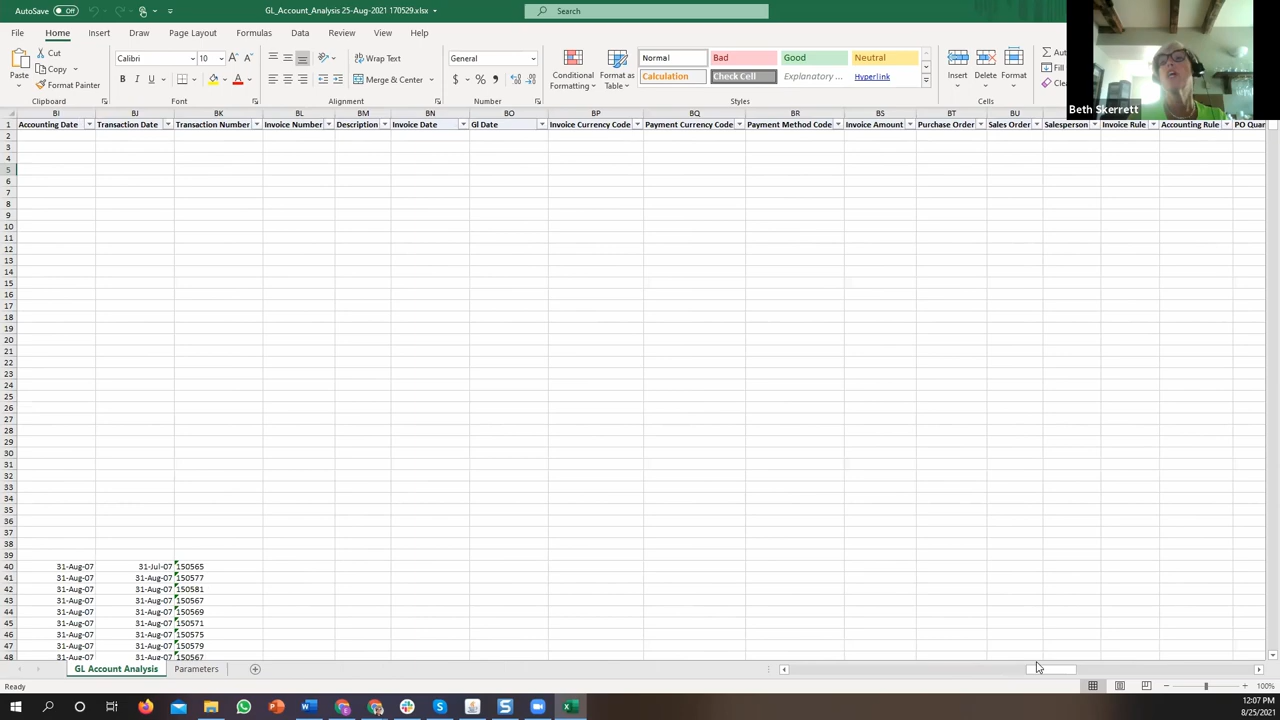 AutoSave Off GL_Account_Analysis 25-Aug-2021 170529.xlsx Search
File Home Insert Draw Page Layout Formulas Data Review View Help
Cut
Copy
Format Painter
Paste
Clipboard
Calibri 10
B I U
Font
Wrap Text
Merge & Center
Alignment
General
$ % ,
Number
Conditional Formatting
Format as Table
Normal Bad Good Neutral
Calculation Check Cell Explanatory ... Hyperlink
Styles
Insert Delete Format
Cells
Beth Skerrett
BI BJ BK BL BM BN BO BP BQ BR BS BT BU
1 Accounting Date Transaction Date Transaction Number Invoice Number Description Invoice Date Gl Date Invoice Currency Code Payment Currency Code Payment Method Code Invoice Amount Purchase Order Sales Order Salesperson Invoice Rule Accounting Rule PO Quan
2
3
4
5
6
7
8
9
10
11
12
13
14
15
16
17
18
19
20
21
22
23
24
25
26
27
28
29
30
31
32
33
34
35
36
37
38
39
40 31-Aug-07 31-Jul-07 150565
41 31-Aug-07 31-Aug-07 150577
42 31-Aug-07 31-Aug-07 150581
43 31-Aug-07 31-Aug-07 150567
44 31-Aug-07 31-Aug-07 150569
45 31-Aug-07 31-Aug-07 150571
46 31-Aug-07 31-Aug-07 150575
47 31-Aug-07 31-Aug-07 150579
48 31-Aug-07 31-Aug-07 150567
GL Account Analysis Parameters
Ready 100%
12:07 PM
8/25/2021